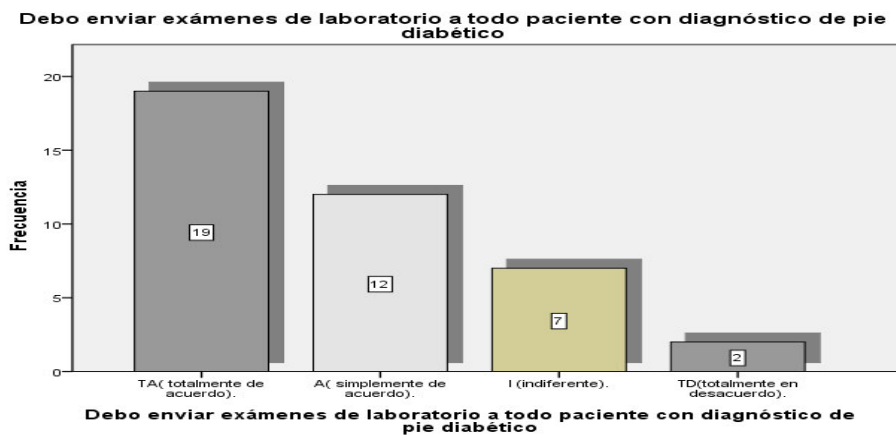 Debo enviar exámenes de laboratorio a todo paciente con diagnóstico de pie
diabético
Frecuencia
20
15
10
5
0
19
12
7
2
TA( totalmente de
acuerdo).
A( simplemente de
acuerdo).
I (indiferente).
TD(totalmente en
desacuerdo).
Debo enviar exámenes de laboratorio a todo paciente con diagnóstico de
pie diabético